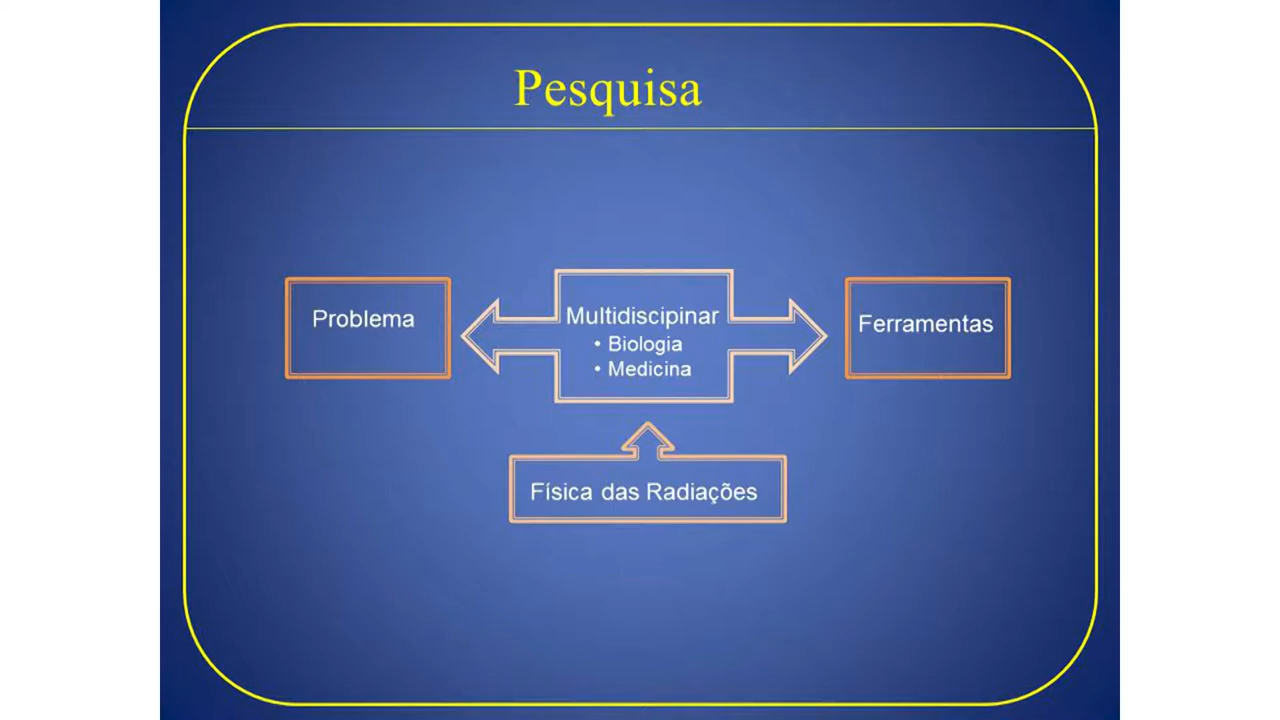 Pesquisa
Problema
Multidiscipinar
• Biologia
• Medicina
Ferramentas
Física das Radiações